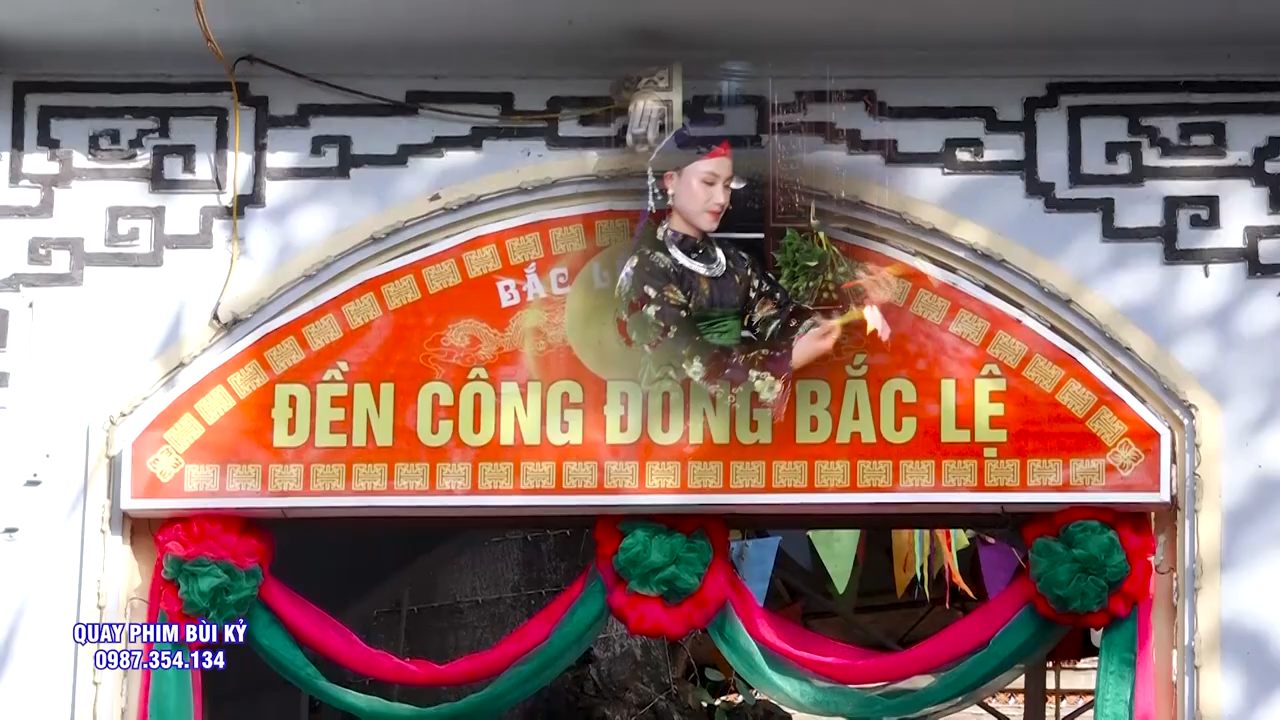 BẮC L
ĐỀN CÔNG ĐỒNG BẮC LỆ
QUAY PHIM BÙI KỶ
0987.354.134